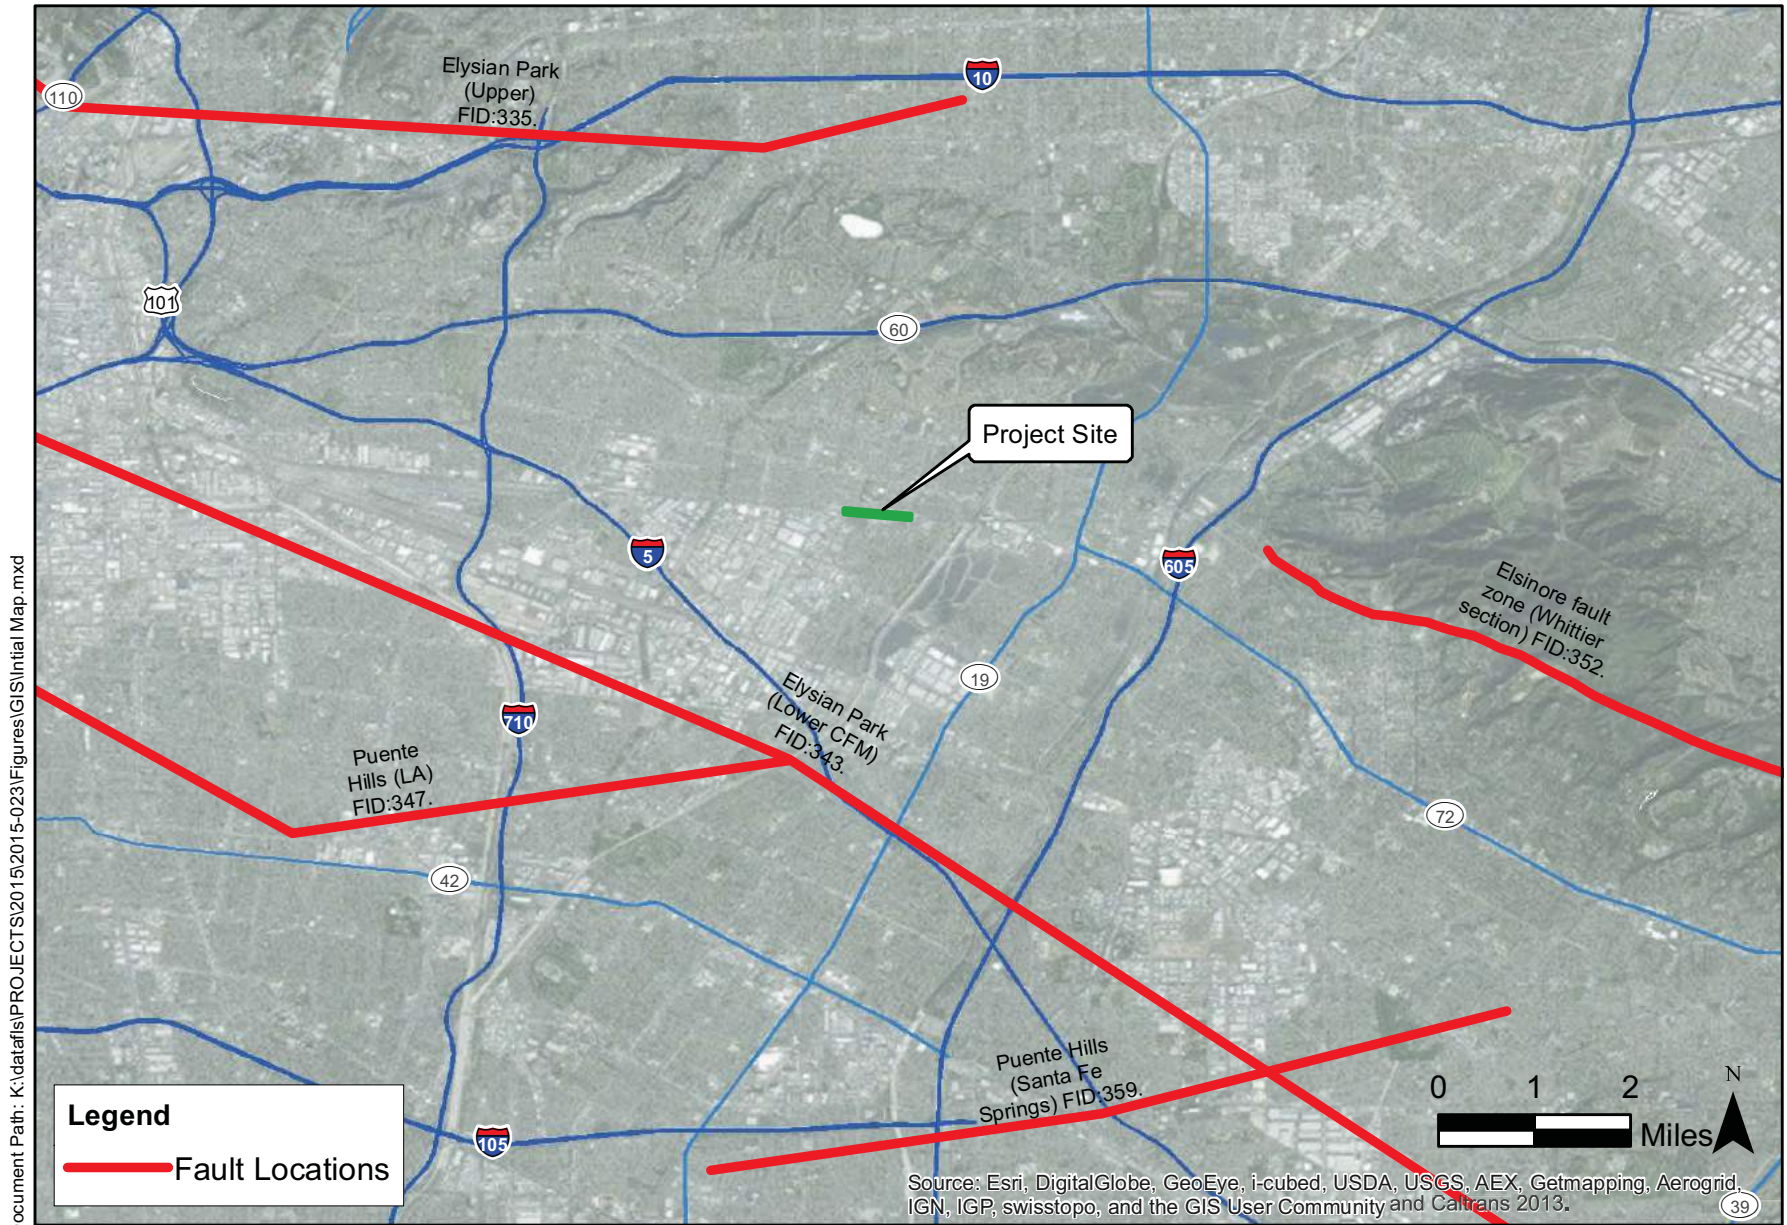 Elysian Park
(Upper)
FID:335.
10
110
101
60
Project Site
5
605
Elsinore fault
zone (Whittier
section) FID:352.
19
Elysian Park
(Lower CFM)
FID:343.
710
Puente
Hills (LA)
FID:347.
72
42
Puente Hills
(Santa Fe
Springs) FID:359.
0 1 2
Miles
N
Legend
Fault Locations
105
Source: Esri, DigitalGlobe, GeoEye, i-cubed, USDA, USGS, AEX, Getmapping, Aerogrid,
IGN, IGP, swisstopo, and the GIS User Community and Caltrans 2013.
39
ocument Path: K:\datafls\PROJECTS\2015\2015-023\Figures\GIS\Intial Map.mxd